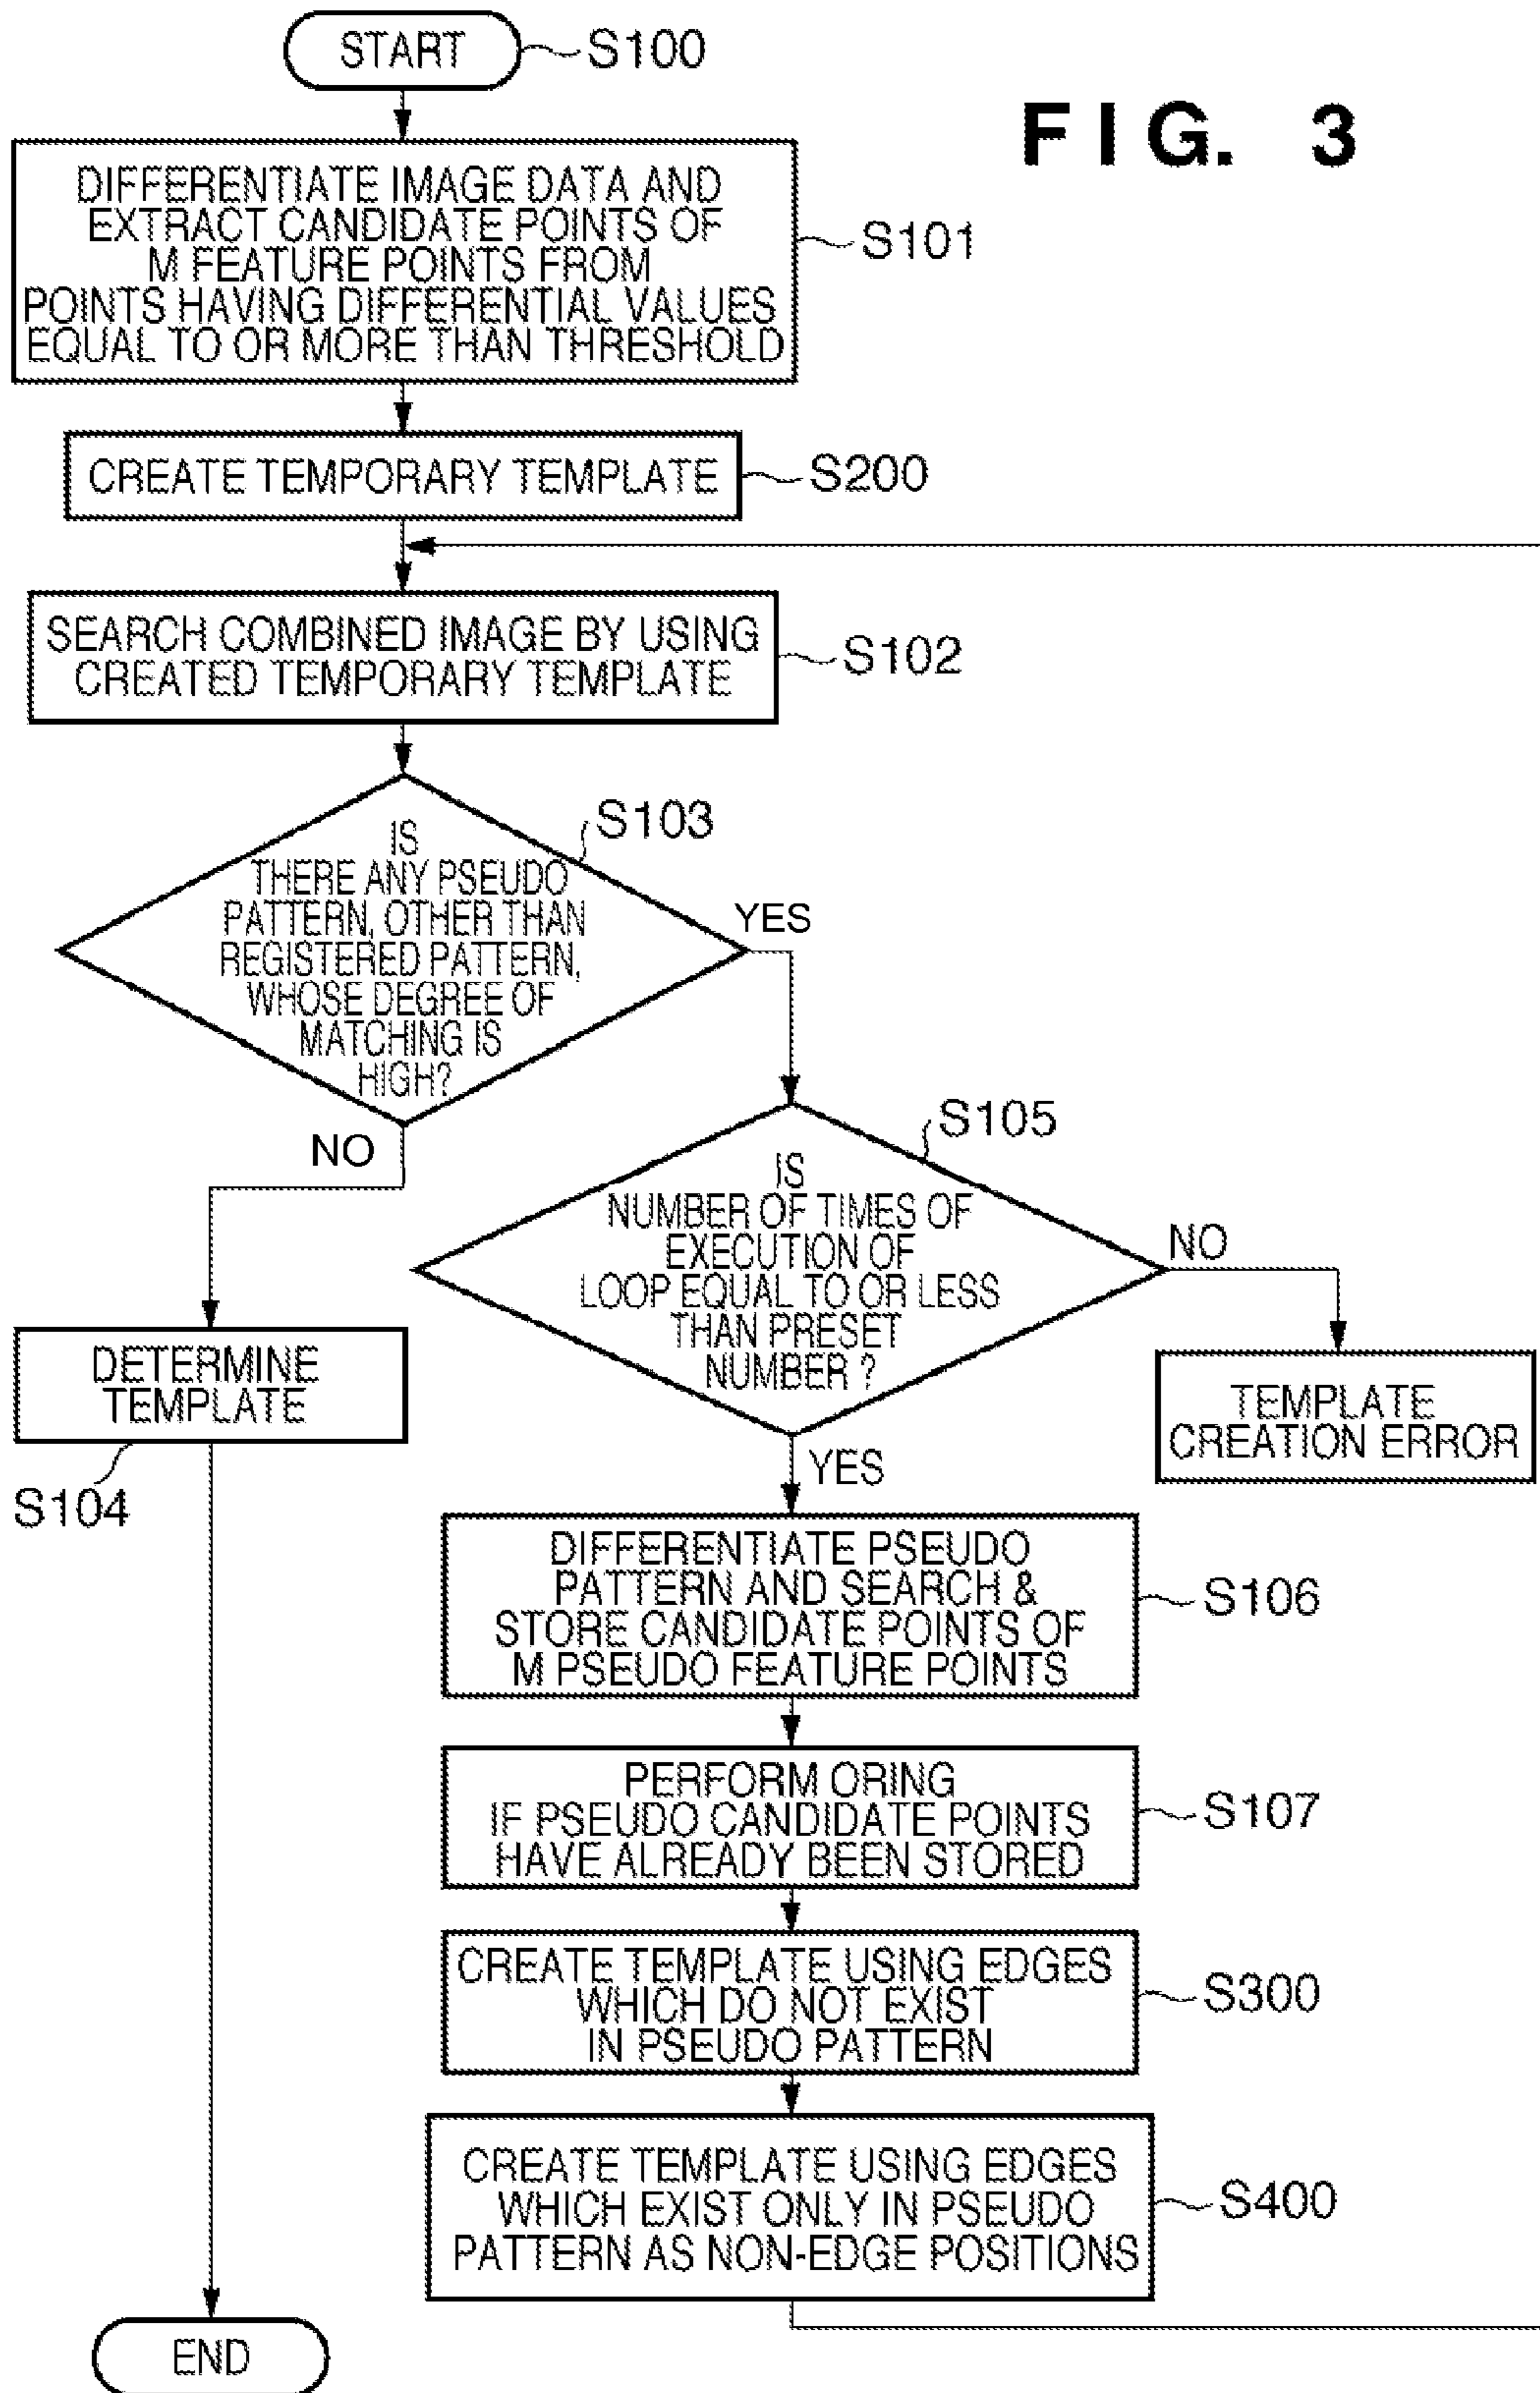 START
S100
FIG. 3
DIFFERENTIATE IMAGE DATA AND
EXTRACT CANDIDATE POINTS OF
M FEATURE POINTS FROM
POINTS HAVING DIFFERENTIAL VALUES
EQUAL TO OR MORE THAN THRESHOLD
S101
CREATE TEMPORARY TEMPLATE
S200
SEARCH COMBINED IMAGE BY USING
CREATED TEMPORARY TEMPLATE
S102
IS
THERE ANY PSEUDO
PATTERN, OTHER THAN
REGISTERED PATTERN,
WHOSE DEGREE OF
MATCHING IS
HIGH?
S103
YES
NO
IS
NUMBER OF TIMES OF
EXECUTION OF
LOOP EQUAL TO OR LESS
THAN PRESET
NUMBER ?
S105
NO
YES
DETERMINE
TEMPLATE
S104
TEMPLATE
CREATION ERROR
DIFFERENTIATE PSEUDO
PATTERN AND SEARCH &
STORE CANDIDATE POINTS OF
M PSEUDO FEATURE POINTS
S106
PERFORM ORING
IF PSEUDO CANDIDATE POINTS
HAVE ALREADY BEEN STORED
S107
CREATE TEMPLATE USING EDGES
WHICH DO NOT EXIST
IN PSEUDO PATTERN
S300
CREATE TEMPLATE USING EDGES
WHICH EXIST ONLY IN PSEUDO
PATTERN AS NON-EDGE POSITIONS
S400
END